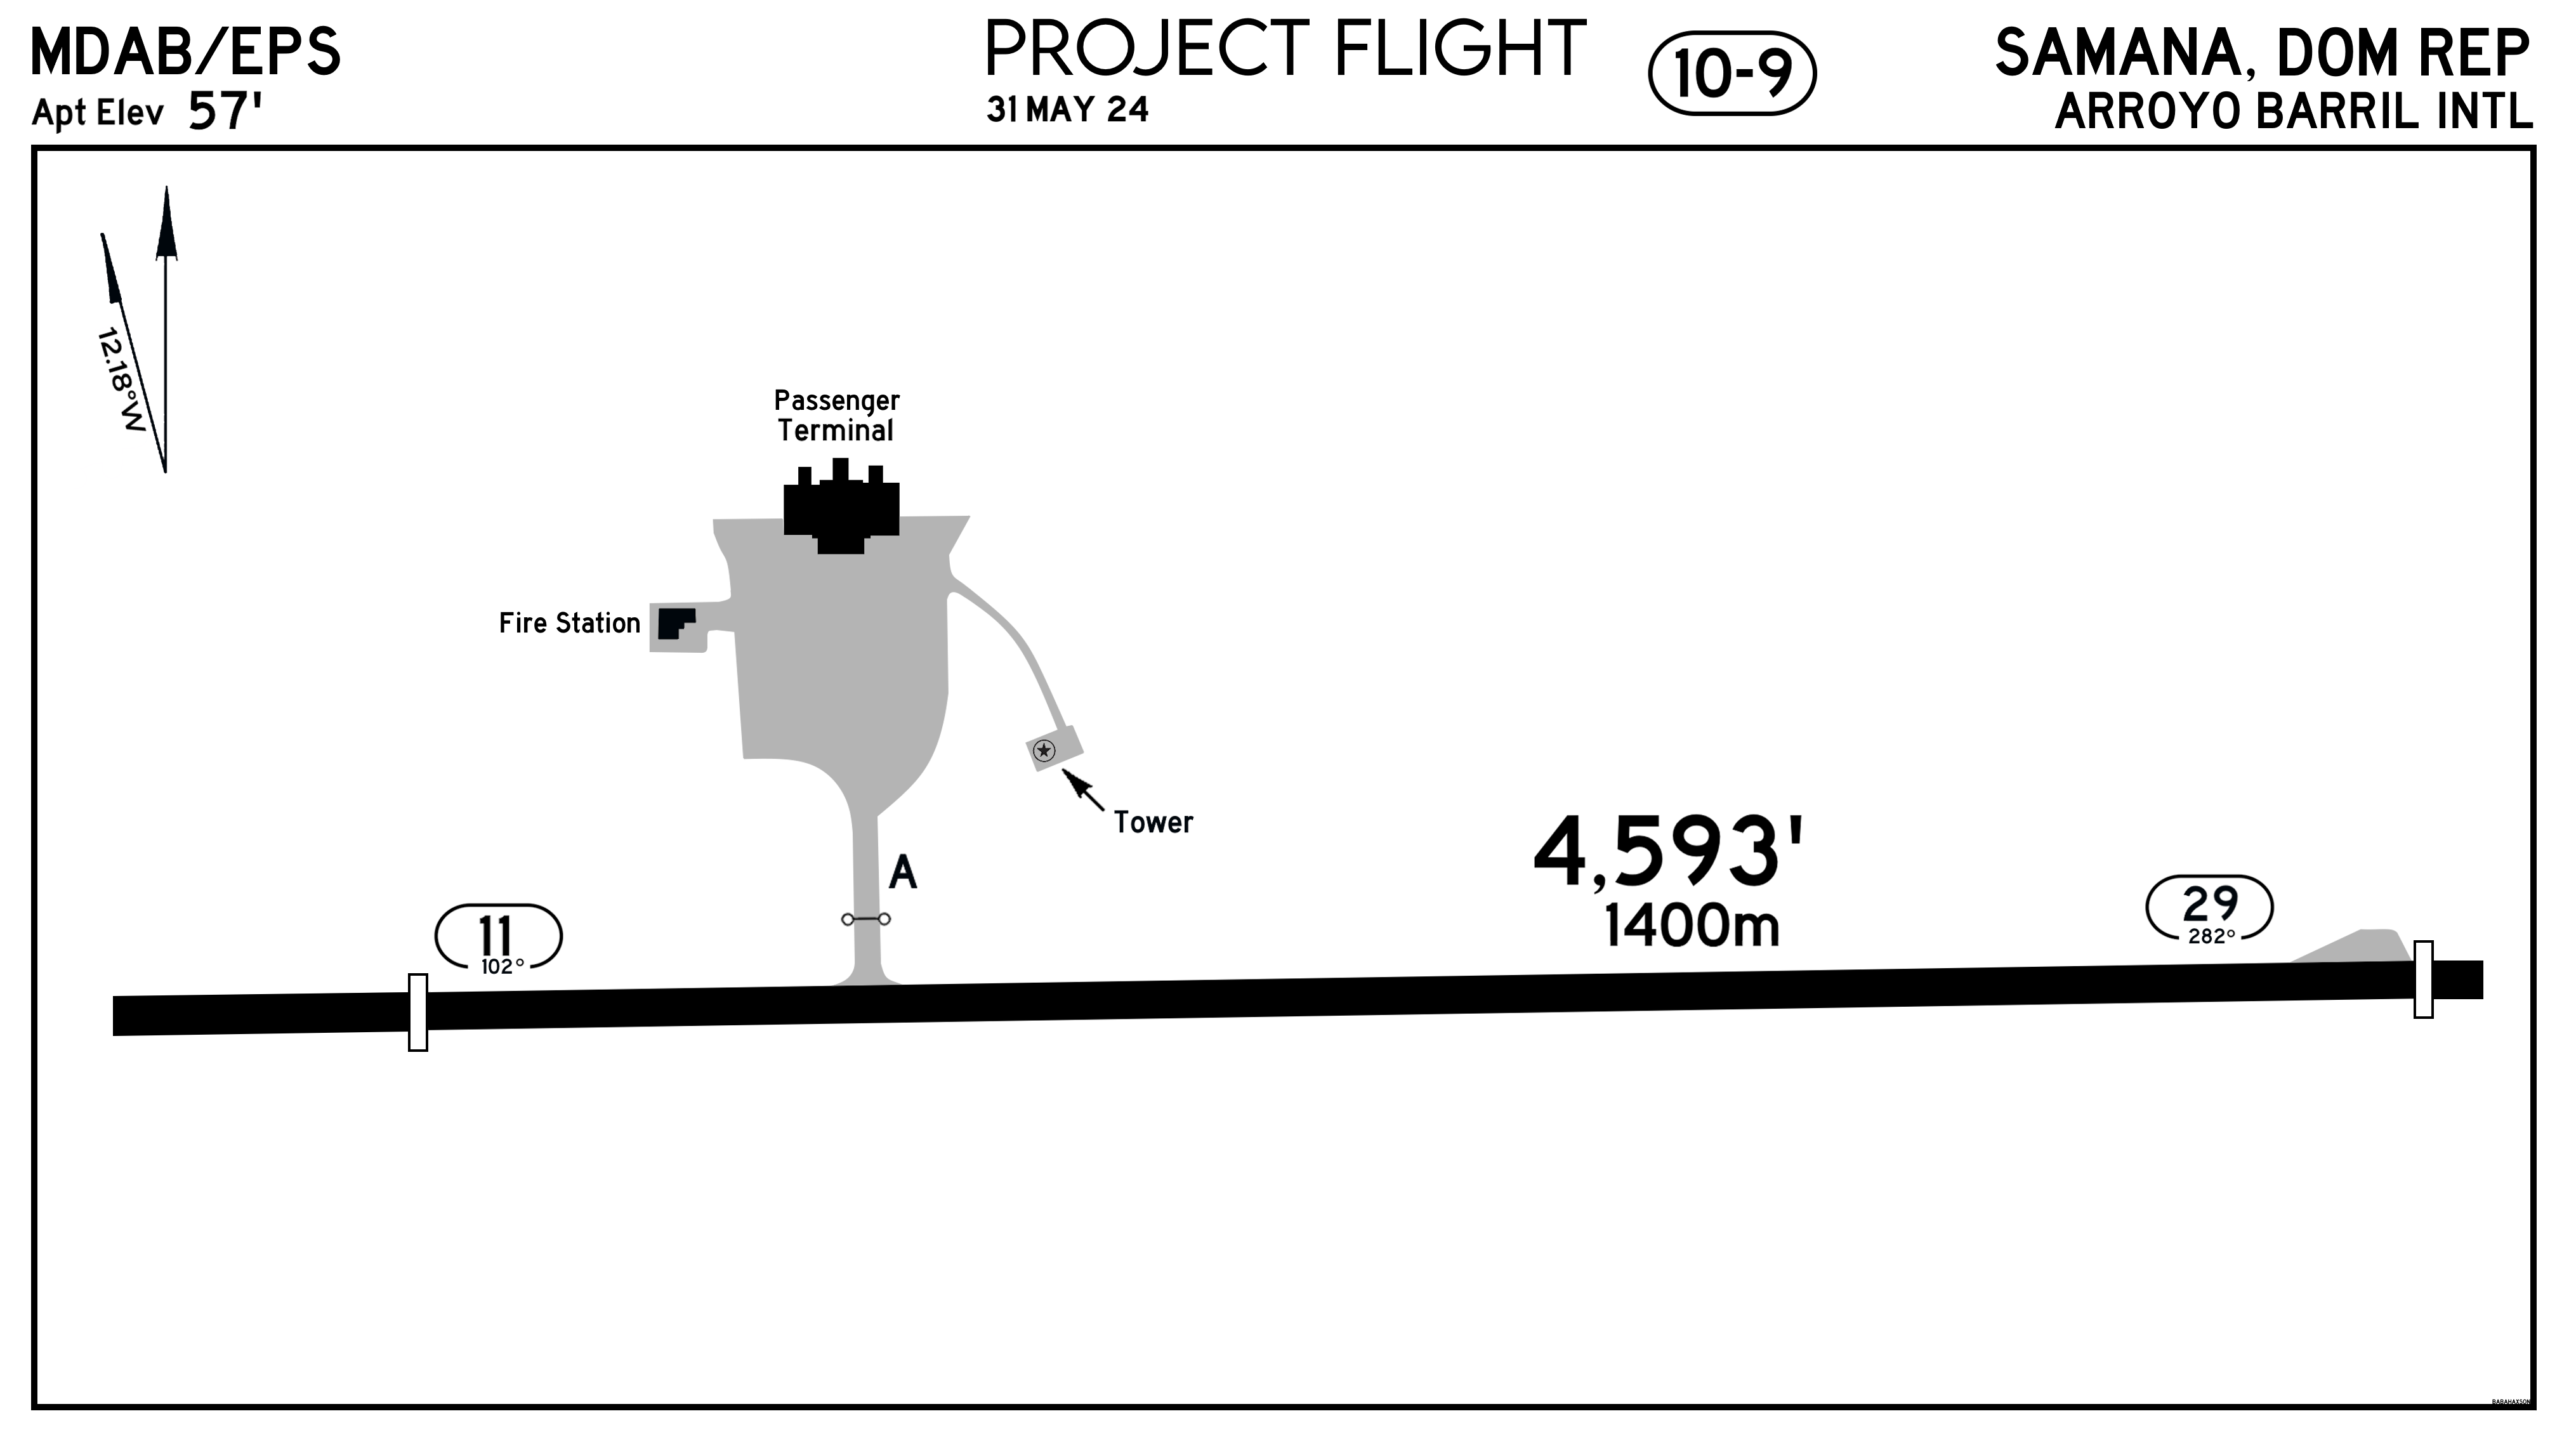 MDAB/EPS
Apt Elev 57'
PROJECT FLIGHT
31 MAY 24
10-9
SAMANA, DOM REP
ARROYO BARRIL INTL
12.18°W
Passenger
Terminal
Fire Station
Tower
A
4,593'
1400m
11
102°
29
282°
BABAHAXSON